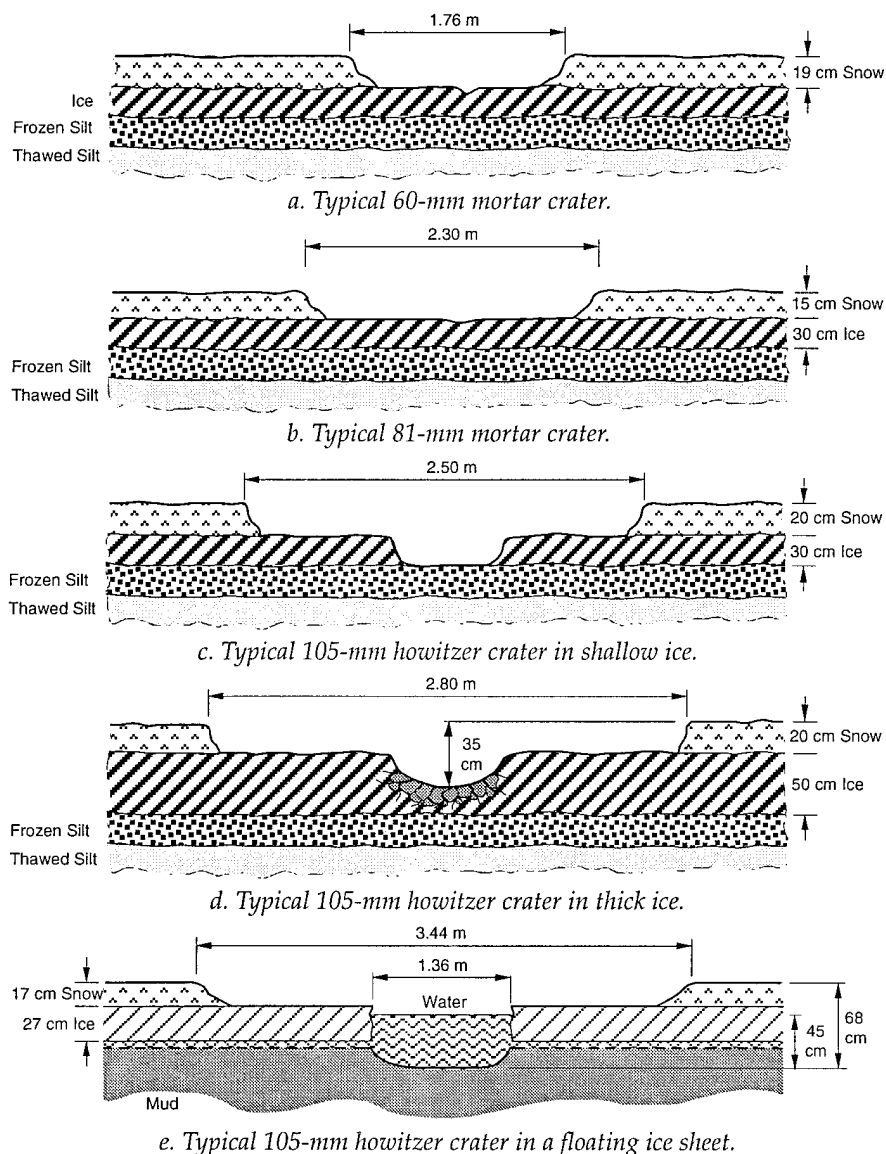 1.76 m
19 cm Snow
Ice
Frozen Silt
Thawed Silt
a. Typical 60-mm mortar crater.
2.30 m
15 cm Snow
30 cm Ice
Frozen Silt
Thawed Silt
b. Typical 81-mm mortar crater.
2.50 m
20 cm Snow
30 cm Ice
Frozen Silt
Thawed Silt
c. Typical 105-mm howitzer crater in shallow ice.
2.80 m
35
cm
20 cm Snow
50 cm Ice
Frozen Silt
Thawed Silt
d. Typical 105-mm howitzer crater in thick ice.
3.44 m
1.36 m
17 cm Snow
Water
27 cm Ice
45
cm
68
cm
Mud
e. Typical 105-mm howitzer crater in a floating ice sheet.